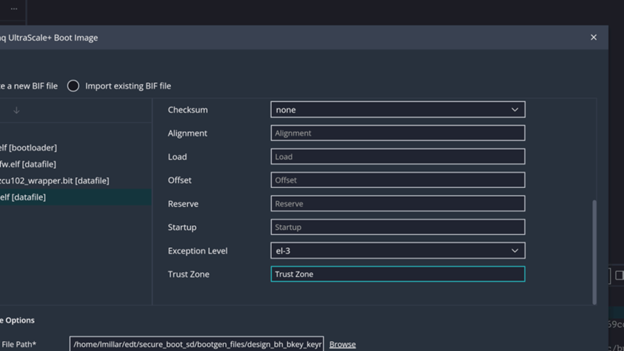 ...
q UltraScale+ Boot Image
e a new BIF file Import existing BIF file
Checksum none
Alignment Alignment
elf [bootloader] Load Load
fw.elf [datafile]
Offset Offset
zcu102_wrapper.bit [datafile]
elf [datafile] Reserve Reserve
Startup Startup
Exception Level el-3
Trust Zone Trust Zone
e Options
File Path* /home/lmillar/edt/secure_boot_sd/bootgen_files/design_bh_bkey_keyr Browse